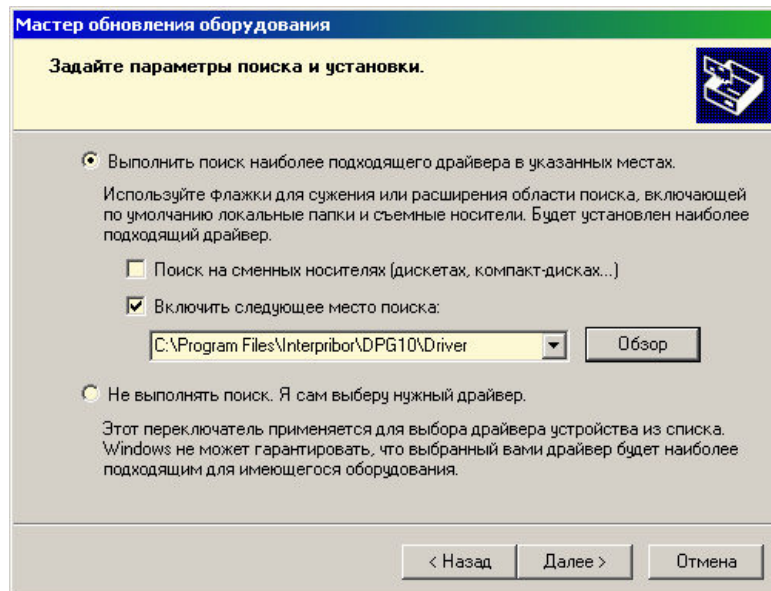 Мастер обновления оборудования
Задайте параметры поиска и установки.
Выполнить поиск наиболее подходящего драйвера в указанных местах.
Используйте флажки для сужения или расширения области поиска, включающей
по умолчанию локальные папки и съемные носители. Будет установлен наиболее
подходящий драйвер.
Поиск на сменных носителях (дискетах, компакт-дисках...)
Включить следующее место поиска:
C:\Program Files\Interpribor\DPG10\Driver
Обзор
Не выполнять поиск. Я сам выберу нужный драйвер.
Этот переключатель применяется для выбора драйвера устройства из списка.
Windows не может гарантировать, что выбранный вами драйвер будет наиболее
подходящим для имеющегося оборудования.
< Назад Далее > Отмена